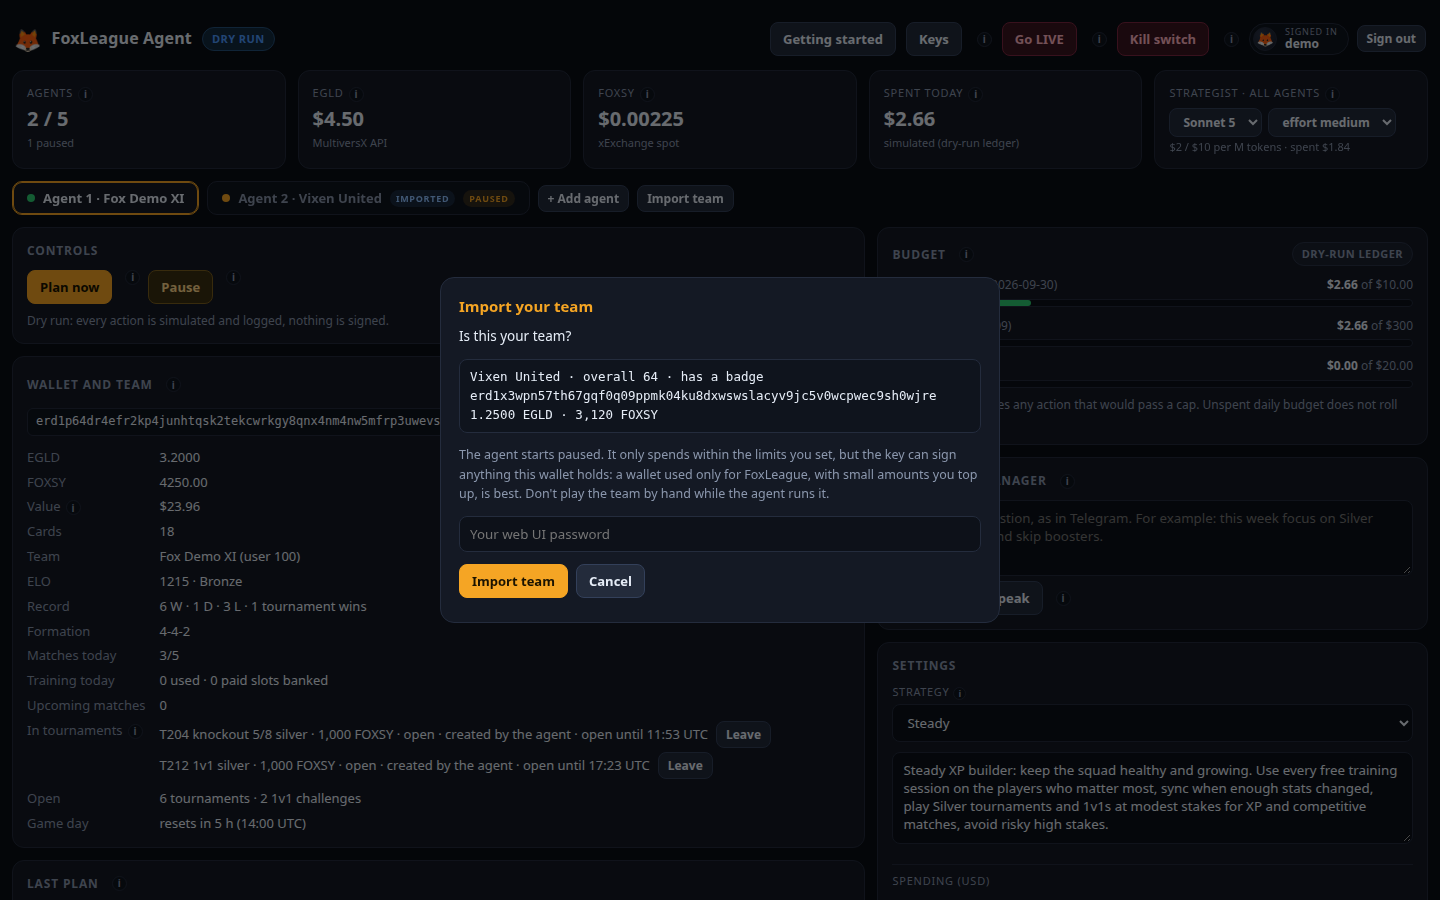 FoxLeague Agent
DRY RUN
Getting started
Keys
i
Go LIVE
i
Kill switch
i
SIGNED IN
demo
Sign out
AGENTS i
2 / 5
1 paused
EGLD i
$4.50
MultiversX API
FOXSY i
$0.00225
xExchange spot
SPENT TODAY i
$2.66
simulated (dry-run ledger)
STRATEGIST · ALL AGENTS i
Sonnet 5
effort medium
$2 / $10 per M tokens · spent $1.84
Agent 1 · Fox Demo XI
Agent 2 · Vixen United IMPORTED PAUSED
+ Add agent
Import team
CONTROLS
Plan now
i
Pause
i
Dry run: every action is simulated and logged, nothing is signed.
WALLET AND TEAM i
erd1p64dr4efr2kp4junhtqsk2tekcwrkgy8qnx4nm4nw5mfrp3uwevs
EGLD 3.2000
FOXSY 4250.00
Value i $23.96
Cards 18
Team Fox Demo XI (user 100)
ELO 1215 · Bronze
Record 6 W · 1 D · 3 L · 1 tournament wins
Formation 4-4-2
Matches today 3/5
Training today 0 used · 0 paid slots banked
Upcoming matches 0
In tournaments i T204 knockout 5/8 silver · 1,000 FOXSY · open · created by the agent · open until 11:53 UTC Leave
T212 1v1 silver · 1,000 FOXSY · open · created by the agent · open until 17:23 UTC Leave
Open 6 tournaments · 2 1v1 challenges
Game day resets in 5 h (14:00 UTC)
LAST PLAN i
Import your team
Is this your team?
Vixen United · overall 64 · has a badge
erd1x3wpn57th67gqf0q09ppmk04ku8dxwswslacyv9jc5v0wcpwec9sh0wjre
1.2500 EGLD · 3,120 FOXSY
The agent starts paused. It only spends within the limits you set, but the key can sign
anything this wallet holds: a wallet used only for FoxLeague, with small amounts you top
up, is best. Don't play the team by hand while the agent runs it.
Your web UI password
Import team
Cancel
BUDGET i
DRY-RUN LEDGER
026-09-30) $2.66 of $10.00
9) $2.66 of $300
$0.00 of $20.00
es any action that would pass a cap. Unspent daily budget does not roll
NAGER i
stion, as in Telegram. For example: this week focus on Silver
nd skip boosters.
peak
i
SETTINGS
STRATEGY i
Steady
Steady XP builder: keep the squad healthy and growing. Use every free training
session on the players who matter most, sync when enough stats changed,
play Silver tournaments and 1v1s at modest stakes for XP and competitive
matches, avoid risky high stakes.
SPENDING (USD)